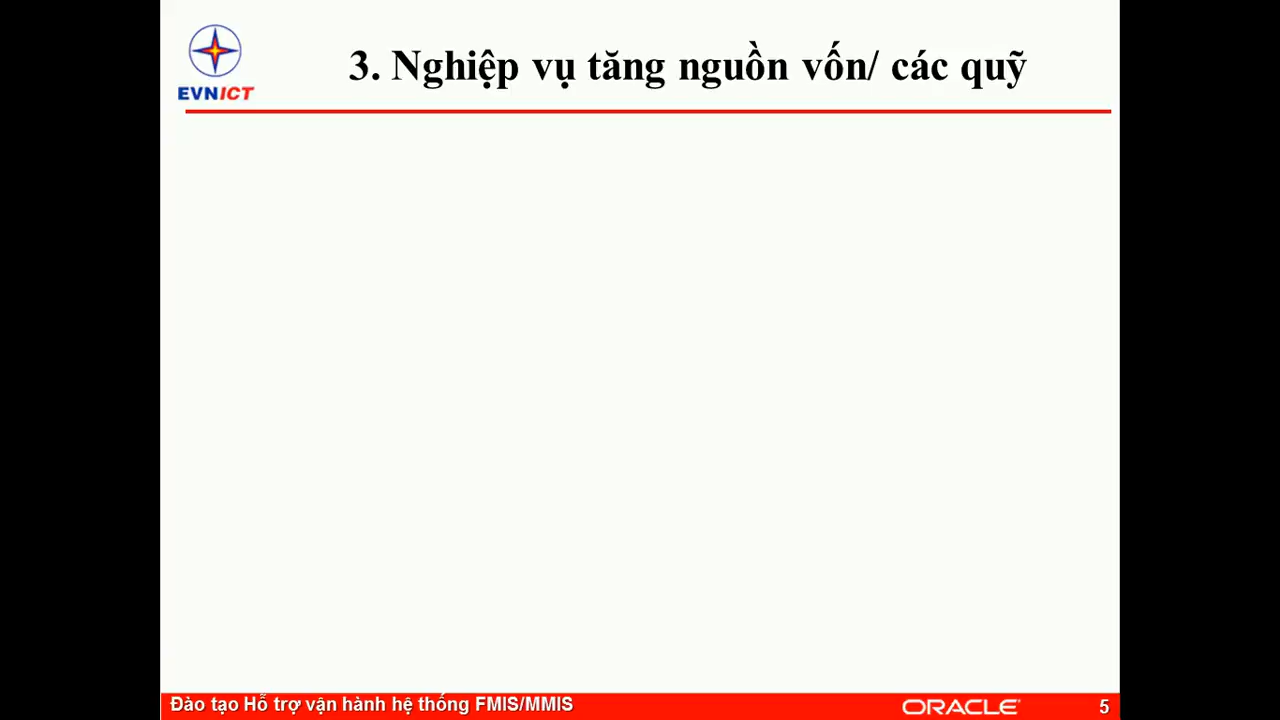 3. Nghiệp vụ tăng nguồn vốn/ các quỹ
EVNICT
Đào tạo Hỗ trợ vận hành hệ thống FMIS/MMIS
ORACLE
5